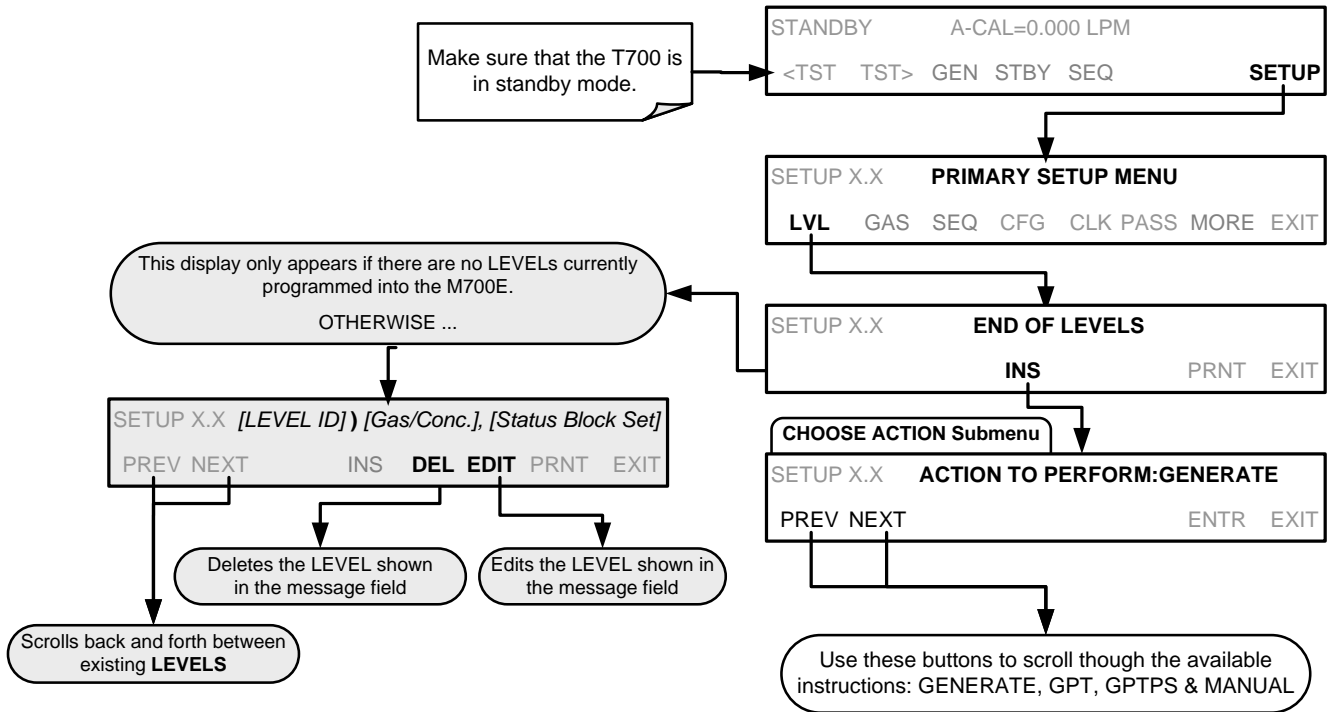 Make sure that the T700 is
in standby mode.
STANDBY A-CAL=0.000 LPM
<TST TST> GEN STBY SEQ SETUP
SETUP X.X PRIMARY SETUP MENU
LVL GAS SEQ CFG CLK PASS MORE EXIT
This display only appears if there are no LEVELs currently
programmed into the M700E.
OTHERWISE ...
SETUP X.X END OF LEVELS
INS PRNT EXIT
SETUP X.X [LEVEL ID] ) [Gas/Conc.], [Status Block Set]
PREV NEXT INS DEL EDIT PRNT EXIT
CHOOSE ACTION Submenu
SETUP X.X ACTION TO PERFORM:GENERATE
PREV NEXT ENTR EXIT
Deletes the LEVEL shown
in the message field
Edits the LEVEL shown in
the message field
Scrolls back and forth between
existing LEVELS
Use these buttons to scroll though the available
instructions: GENERATE, GPT, GPTPS & MANUAL